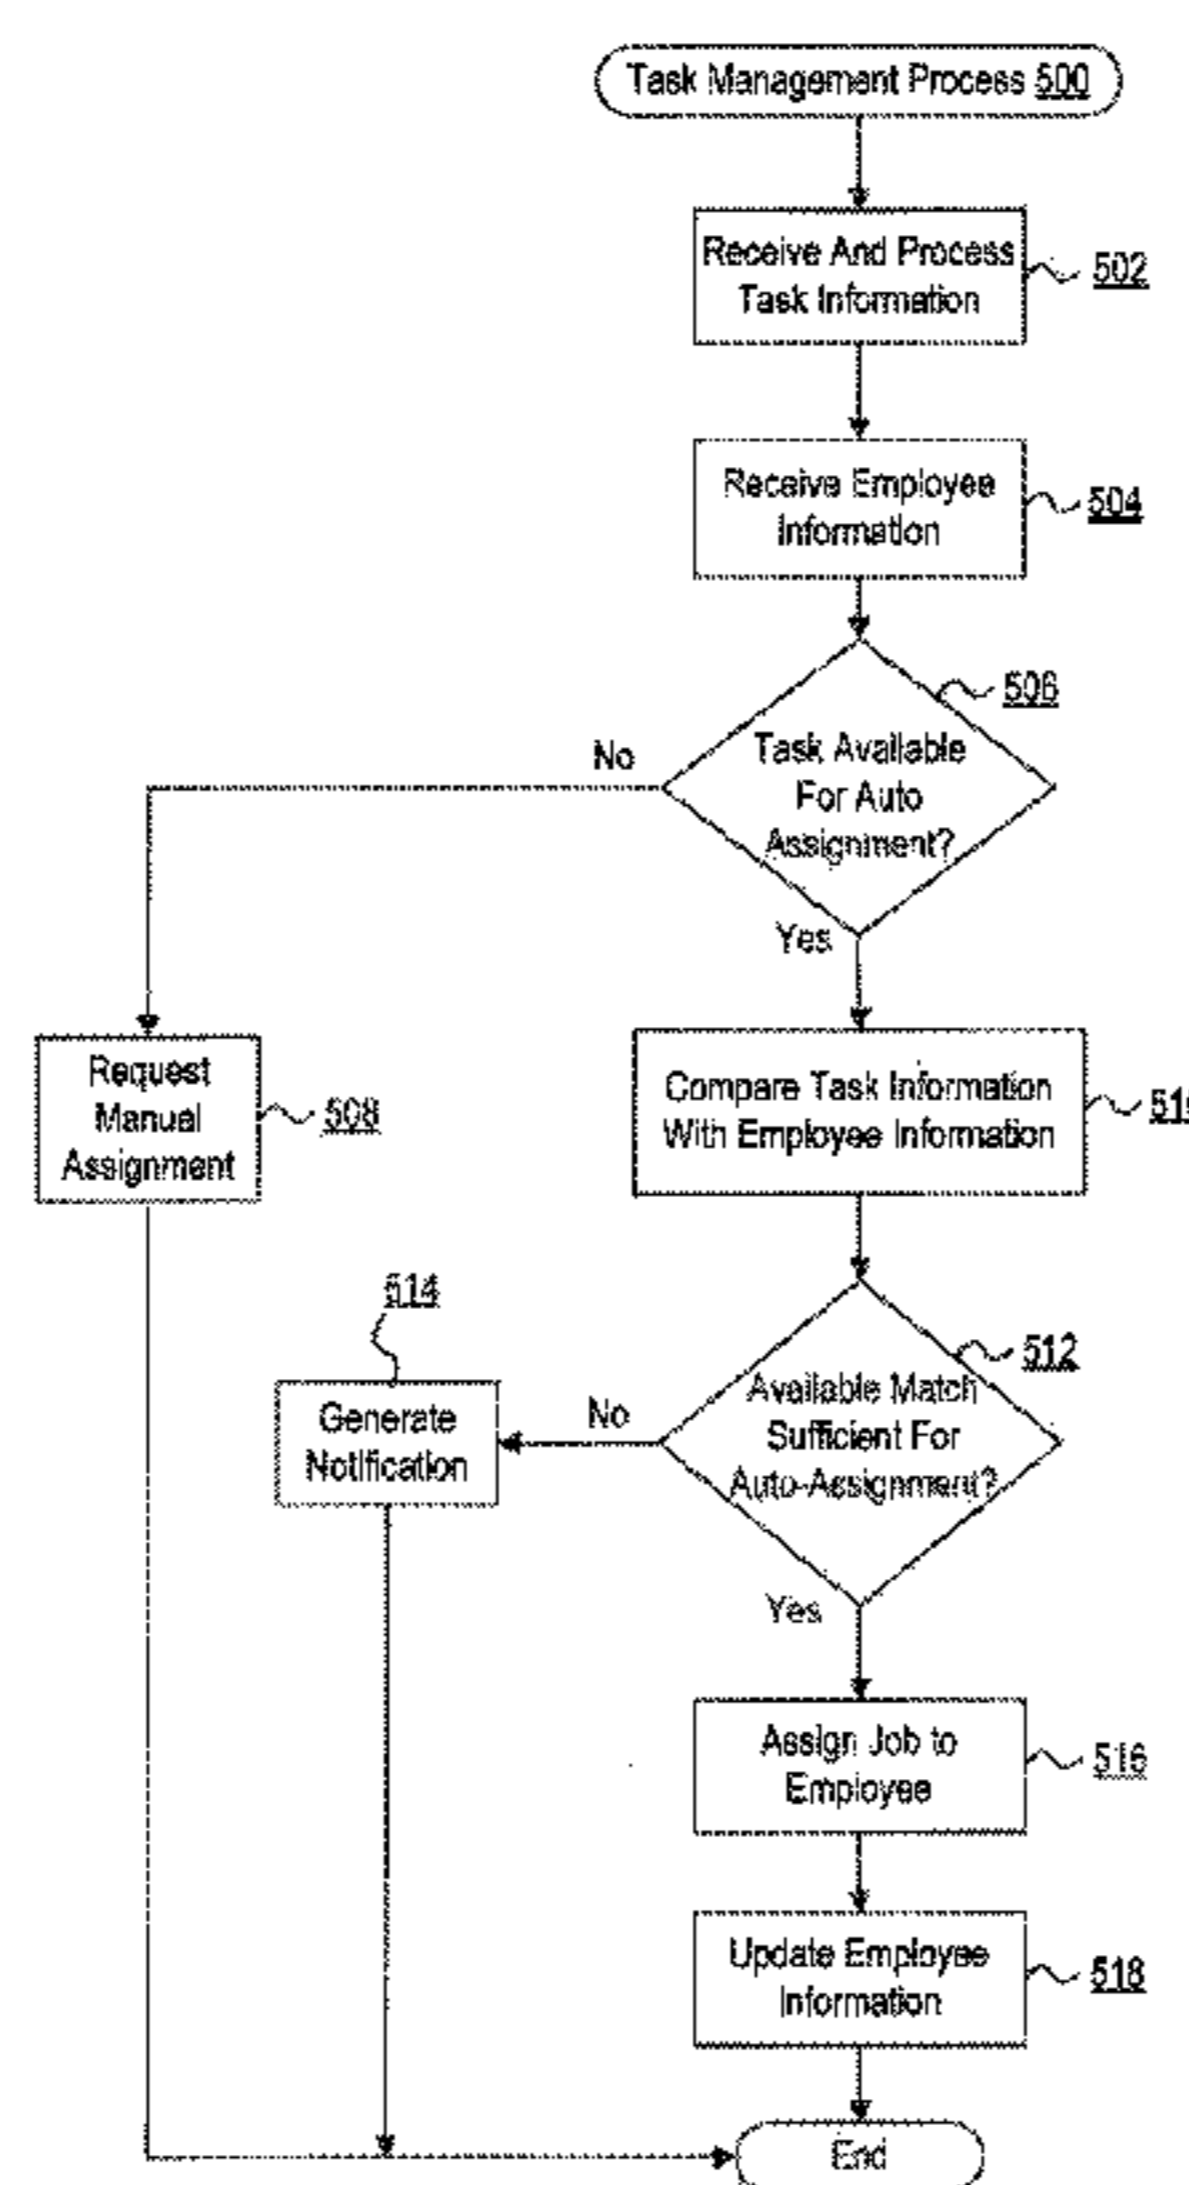 Task Management Process 500
Receive And Process
Task Information
502
Receive Employee
Information
504
506
Task Available
For Auto
Assignment?
No
Yes
Request
Manual
Assignment
508
Compare Task Information
With Employee Information
514
512
Available Match
Sufficient For
Auto-Assignment?
No
Generate
Notification
Yes
Assign Job to
Employee
516
Update Employee
Information
518
End